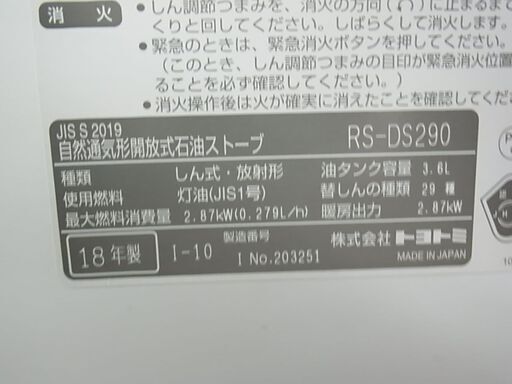 消 火
●しん調節つまみを、消火の方向( )に止まるまで
くりと回してください。しばらくして消火します。
●緊急のときは、緊急消火ボタンを押してください。
(このとき、しん調節つまみの目印が緊急消火位置
ることを必ず確認してください。)
●消火操作後は火が確実に消えたことを確認してくださ
JIS S 2019
自然通気形開放式石油ストーブ RS-DS290
種類 しん式・放射形 油タンク容量 3.6L
使用燃料 灯油(JIS1号) 替しんの種類 29 種
最大燃料消費量 2.87kW(0.279L/h) 暖房出力 2.87kW
18年製 I-10 製造番号 I No.203251 株式会社トヨトミ
MADE IN JAPAN
10